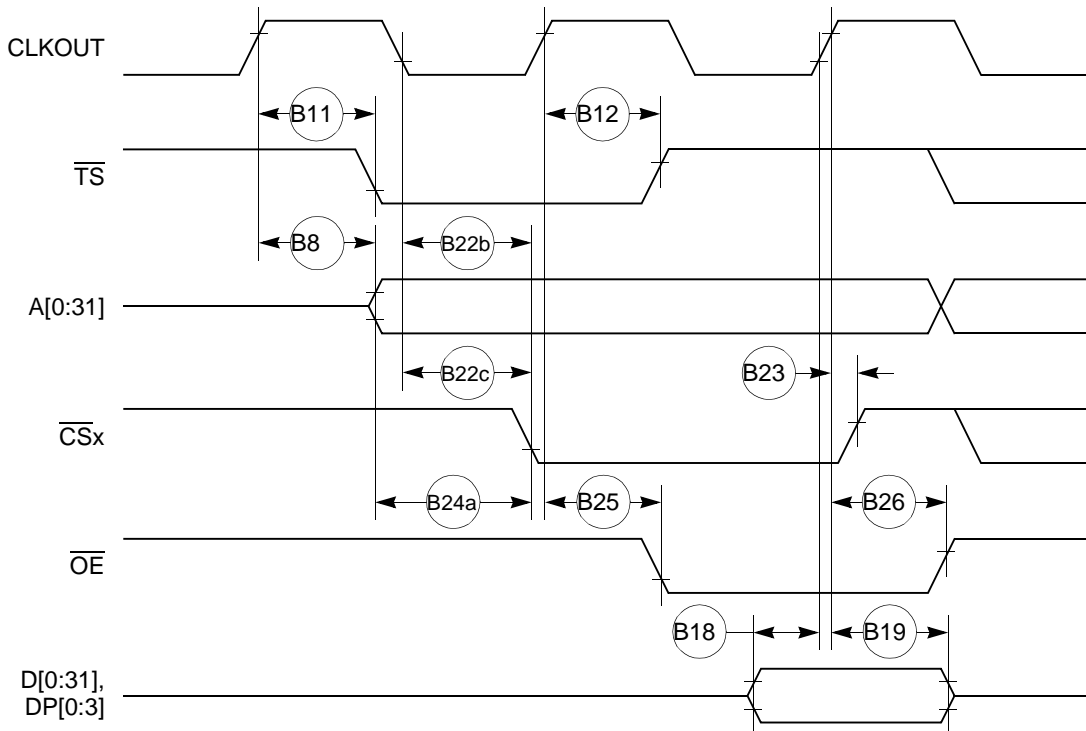 CLKOUT
B11
B12
TS
B8
B22b
A[0:31]
B22c
B23
CSx
B24a
B25
B26
OE
B18
B19
D[0:31],
DP[0:3]